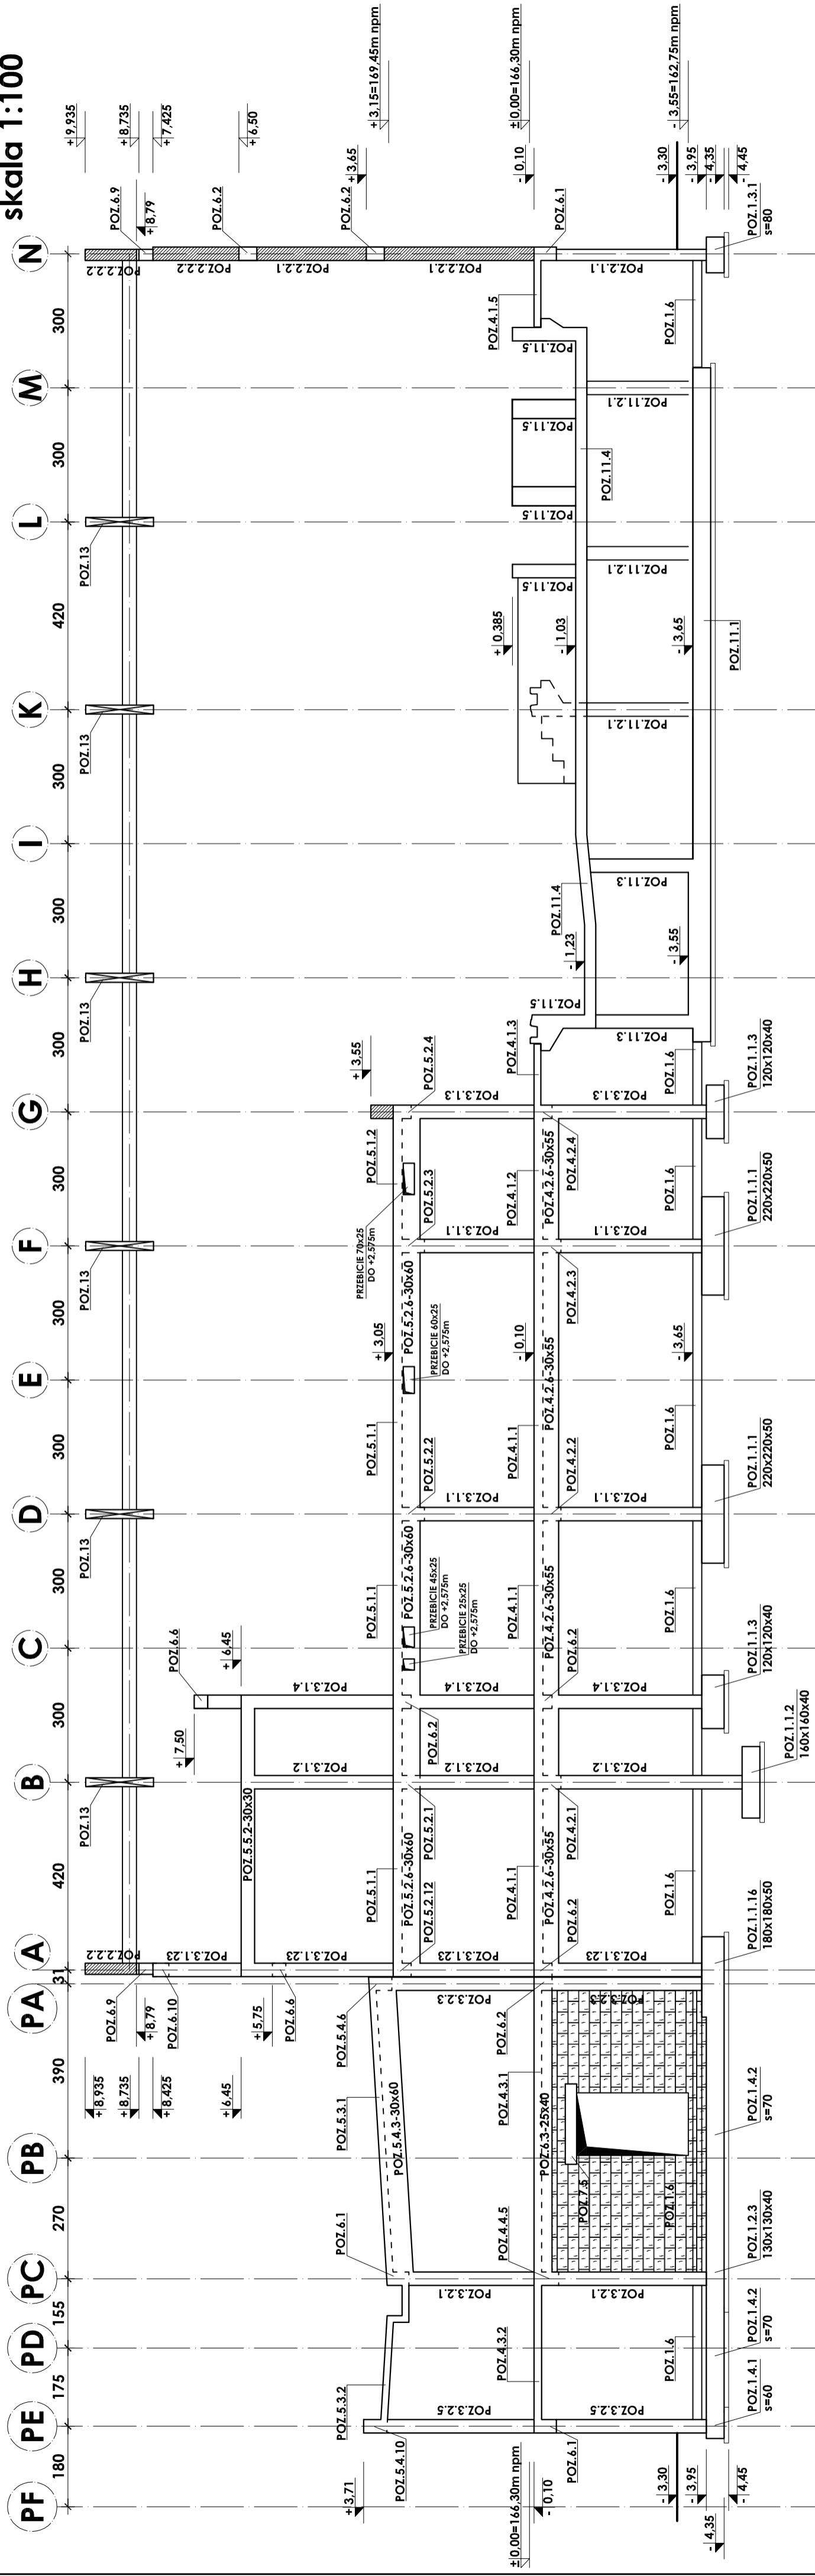 skala 1:100
PF
PE
PD
PC
PB
PA
A
B
C
D
E
F
G
H
I
K
L
M
N
180
175
155
270
390
31
420
300
300
300
300
300
300
300
300
420
300
300
+8,935
+8,735
+8,425
+6,45
POZ.6.9
+8,79
POZ.6.10
+5,75
POZ.6.6
POZ.2.2.2
POZ.3.1.23
POZ.13
POZ.13
POZ.13
POZ.13
POZ.13
POZ.13
POZ.2.2.2
POZ.6.9
+8,79
+9,935
+8,735
+7,425
+6,50
POZ.6.2
POZ.2.2.2
POZ.2.2.1
POZ.6.2
+3,65
+3,15=169,45m npm
POZ.2.2.1
±0,00=166,30m npm
- 0,10
POZ.6.1
POZ.2.1.1
- 3,55=162,75m npm
- 3,30
- 3,95
- 4,35
- 4,45
POZ.1.3.1
s=80
POZ.6.6
+7,50
+6,45
POZ.5.5.2-30x30
POZ.3.1.4
+3,71
POZ.5.4.10
POZ.5.3.2
POZ.6.1
POZ.5.3.1
POZ.5.4.3-30x60
POZ.5.4.6
POZ.3.1.23
POZ.5.1.1
POZ.5.2.6-30x60
POZ.5.2.12
POZ.5.2.1
POZ.6.2
POZ.5.1.1
POZ.5.2.6-30x60
PRZEBICIE 45x25
DO +2,575m
PRZEBICIE 25x25
DO +2,575m
POZ.5.2.2
POZ.5.1.1
+3,05
POZ.5.2.6-30x60
PRZEBICIE 60x25
DO +2,575m
PRZEBICIE 70x25
DO +2,575m
POZ.5.2.3
POZ.5.1.2
+3,55
POZ.5.2.4
POZ.3.2.5
POZ.3.2.1
POZ.3.2.3
POZ.3.1.23
POZ.3.1.2
POZ.3.1.4
POZ.3.1.1
POZ.3.1.1
POZ.3.1.3
±0,00=166,30m npm
- 0,10
POZ.6.1
POZ.4.3.2
POZ.4.4.5
POZ.6.3-25x40
POZ.4.3.1
POZ.6.2
POZ.4.1.1
POZ.4.2.6-30x55
POZ.6.2
POZ.4.2.1
POZ.6.2
POZ.4.1.1
POZ.4.2.6-30x55
POZ.4.2.2
POZ.4.1.1
POZ.4.2.6-30x55
- 0,10
POZ.4.2.3
POZ.4.1.2
POZ.4.2.6-30x55
POZ.4.2.4
POZ.4.1.3
POZ.11.5
- 1,23
POZ.11.4
+0,385
- 1,03
POZ.11.5
POZ.11.5
POZ.11.5
POZ.11.5
POZ.4.1.5
POZ.11.4
POZ.3.2.5
POZ.3.2.1
POZ.7.5
POZ.3.2.3
POZ.3.1.23
POZ.3.1.2
POZ.3.1.4
POZ.3.1.1
POZ.3.1.1
POZ.3.1.3
POZ.11.3
POZ.11.3
POZ.11.2.1
POZ.11.2.1
POZ.11.2.1
- 3,30
- 3,95
- 4,35
- 4,45
POZ.1.6
POZ.1.6
POZ.1.6
POZ.1.6
POZ.1.6
- 3,65
POZ.1.6
POZ.1.6
- 3,55
- 3,65
POZ.1.6
POZ.11.1
POZ.1.4.1
s=60
POZ.1.4.2
s=70
POZ.1.2.3
130x130x40
POZ.1.4.2
s=70
POZ.1.1.16
180x180x50
POZ.1.1.2
160x160x40
POZ.1.1.3
120x120x40
POZ.1.1.1
220x220x50
POZ.1.1.1
220x220x50
POZ.1.1.3
120x120x40